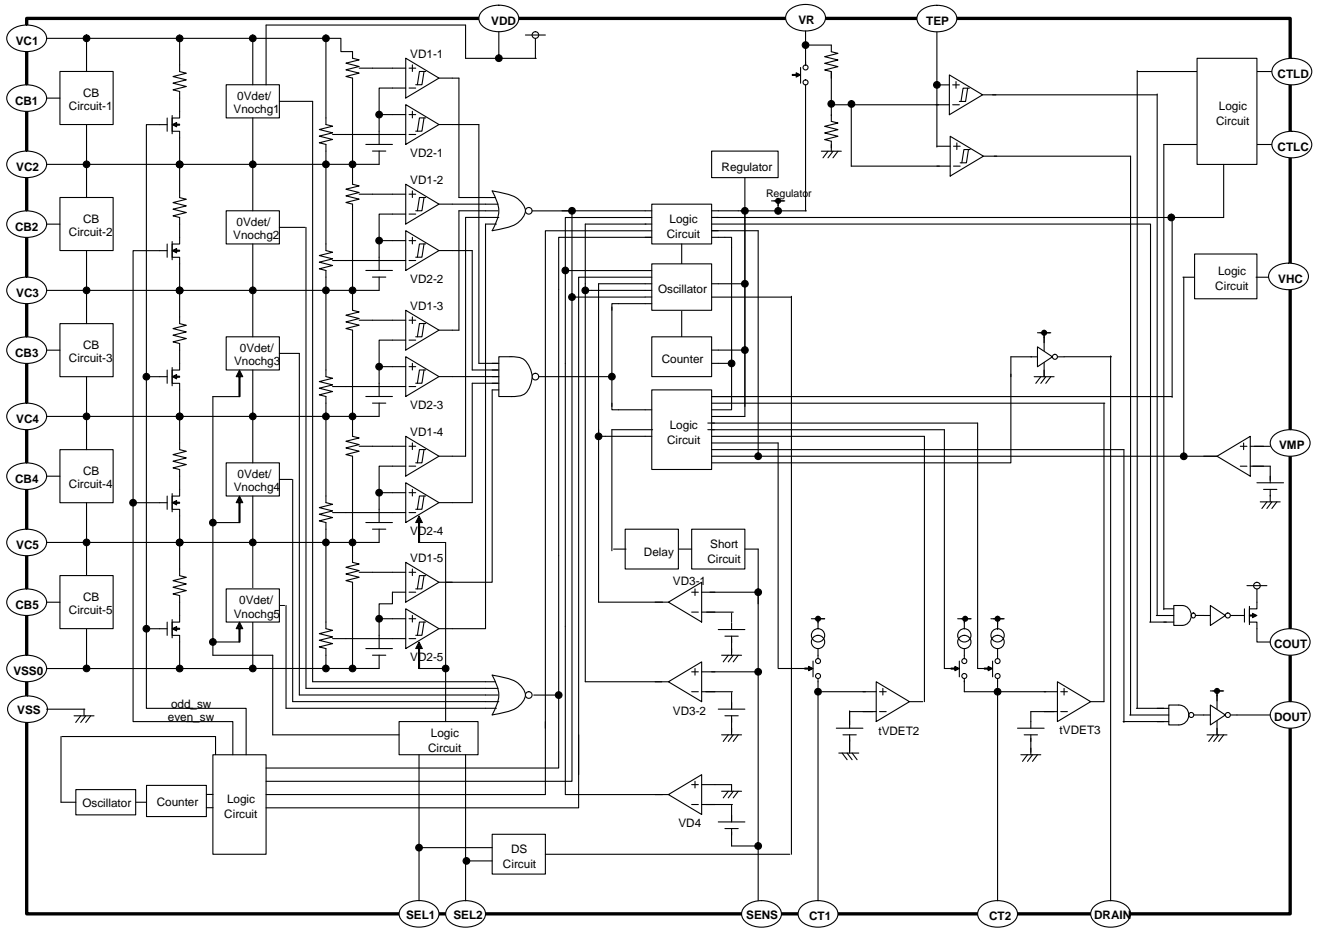 VDD
VR
TEP
VC1
VD1-1
CTLD
CB
Circuit-1
CB1
0Vdet/
Vnochg1
Logic
Circuit
CTLC
VD2-1
VC2
Regulator
VD1-2
Regulator
CB
Circuit-2
CB2
0Vdet/
Vnochg2
Logic
Circuit
VD2-2
VC3
Oscillator
Logic
Circuit
VHC
VD1-3
CB
Circuit-3
CB3
0Vdet/
Vnochg3
Counter
VD2-3
VC4
Logic
Circuit
VD1-4
VMP
CB
Circuit-4
CB4
0Vdet/
Vnochg4
VD2-4
VC5
Delay
Short
Circuit
VD1-5
VD3-1
CB
Circuit-5
CB5
0Vdet/
Vnochg5
COUT
VD2-5
VSS0
VSS
odd_sw
even_sw
VD3-2
DOUT
Logic
Circuit
tVDET2
tVDET3
Oscillator
Counter
Logic
Circuit
VD4
DS
Circuit
SEL1
SEL2
SENS
CT1
CT2
DRAIN